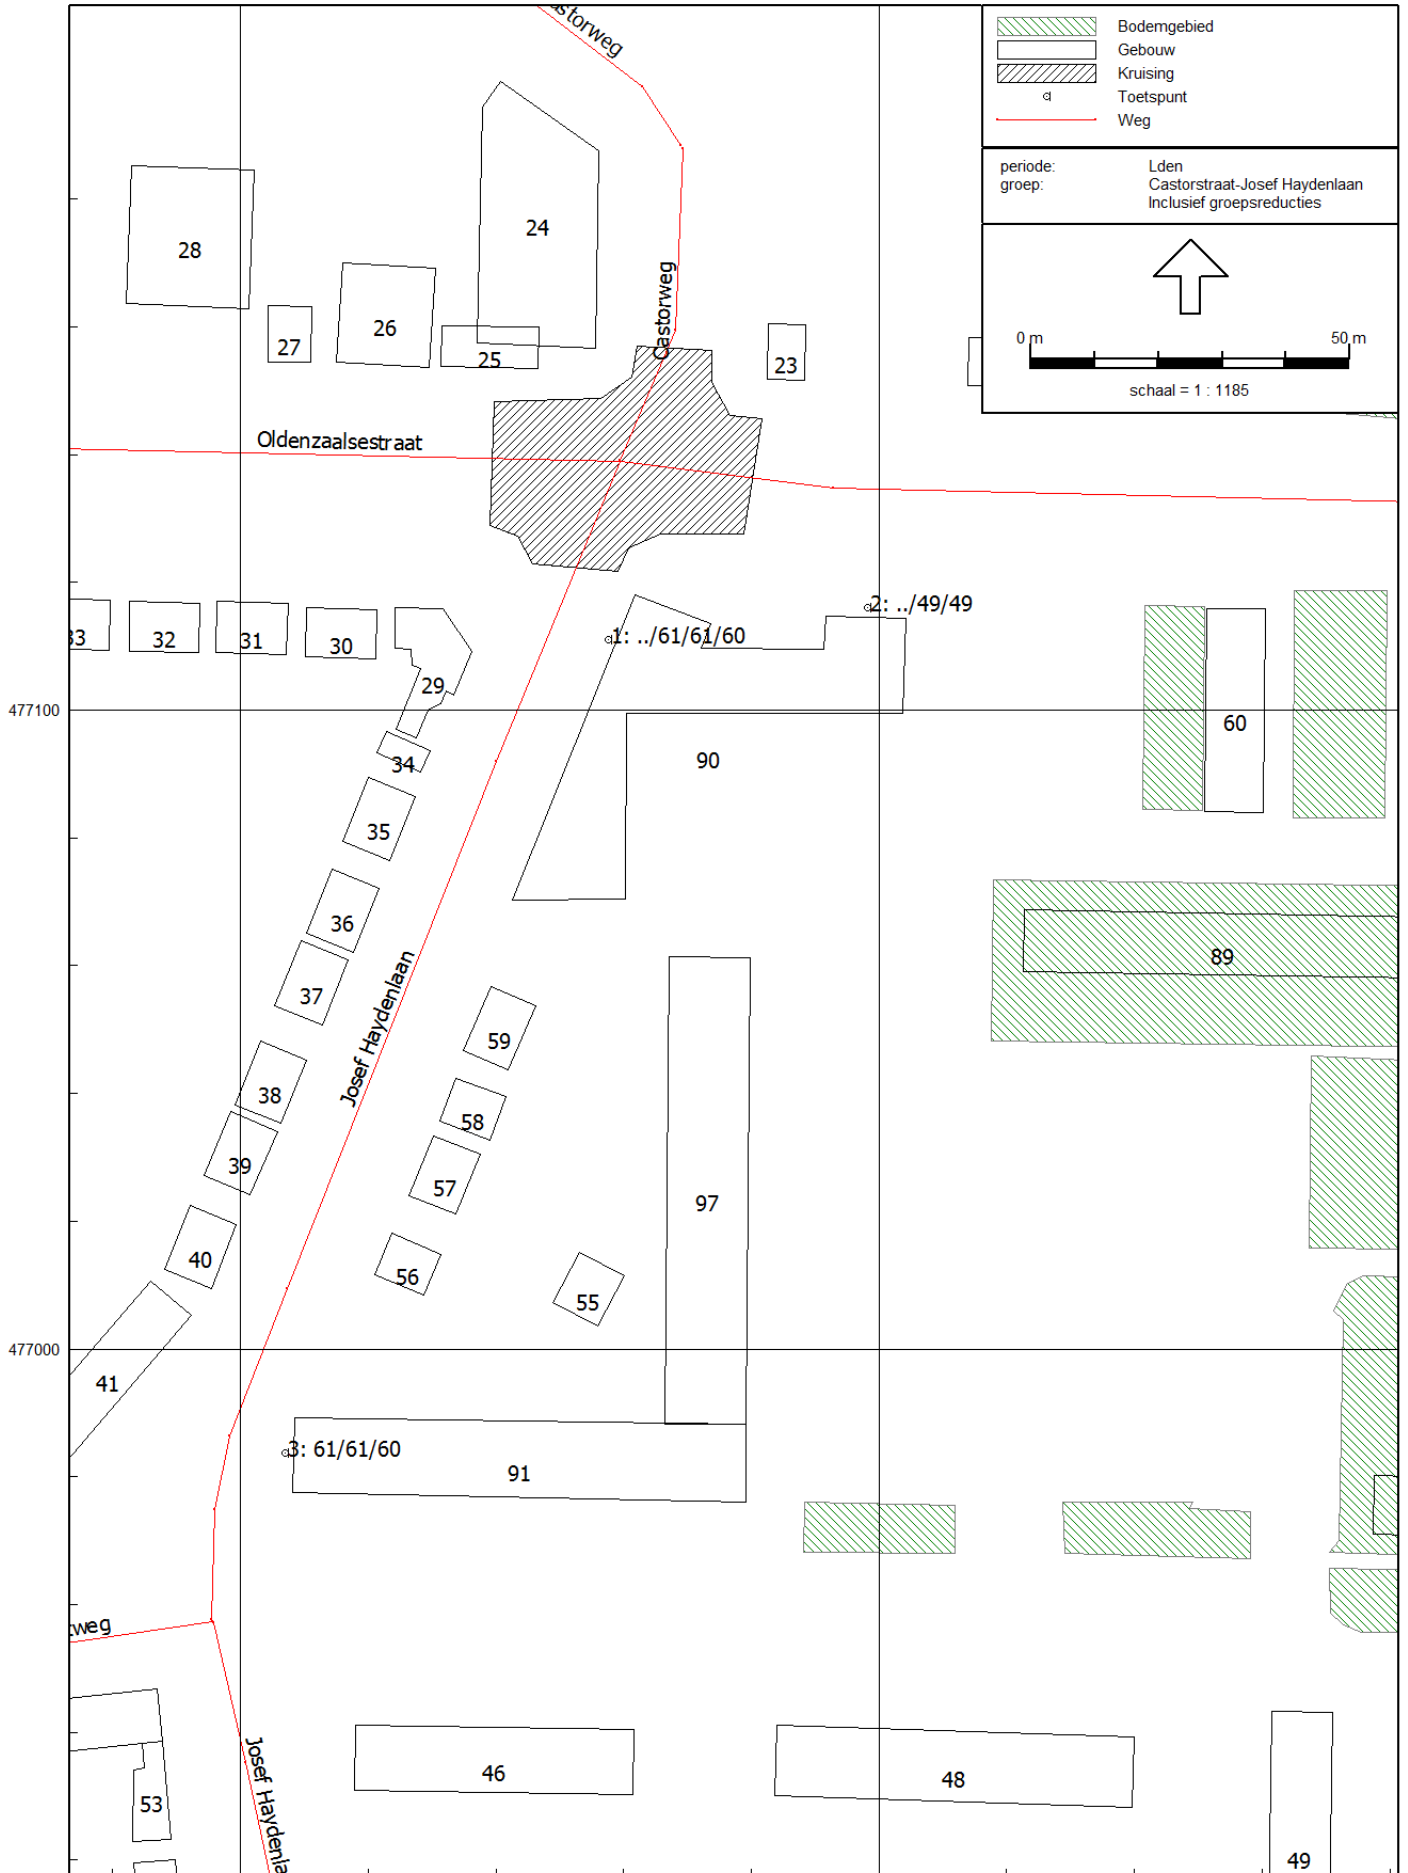 Castorweg
Bodemgebied
Gebouw
Kruising
Toetspunt
Weg
periode: Lden
groep: Castorstraat-Josef Haydenlaan
Inclusief groepsreducties
0 m 50 m
schaal = 1 : 1185
28
24
27
26
25
Castorweg
23
Oldenzaalsestraat
33
32
31
30
29
1: ../61/61/60
2: ../49/49
477100
34
90
60
35
36
37
Josef Haydenlaan
89
59
38
58
39
57
97
40
56
55
477000
41
3: 61/61/60
91
weg
Josef Haydenla
46
48
53
49